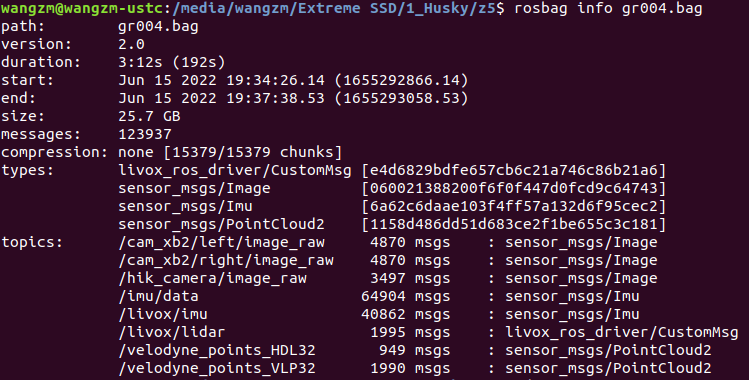 wangzm@wangzm-ustc:/media/wangzm/Extreme SSD/1_Husky/z5$ rosbag info gr004.bag
path: gr004.bag
version: 2.0
duration: 3:12s (192s)
start: Jun 15 2022 19:34:26.14 (1655292866.14)
end: Jun 15 2022 19:37:38.53 (1655293058.53)
size: 25.7 GB
messages: 123937
compression: none [15379/15379 chunks]
types: livox_ros_driver/CustomMsg [e4d6829bdfe657cb6c21a746c86b21a6]
sensor_msgs/Image [060021388200f6f0f447d0fcd9c64743]
sensor_msgs/Imu [6a62c6daae103f4ff57a132d6f95cec2]
sensor_msgs/PointCloud2 [1158d486dd51d683ce2f1be655c3c181]
topics: /cam_xb2/left/image_raw 4870 msgs : sensor_msgs/Image
/cam_xb2/right/image_raw 4870 msgs : sensor_msgs/Image
/hik_camera/image_raw 3497 msgs : sensor_msgs/Image
/imu/data 64904 msgs : sensor_msgs/Imu
/livox/imu 40862 msgs : sensor_msgs/Imu
/livox/lidar 1995 msgs : livox_ros_driver/CustomMsg
/velodyne_points_HDL32 949 msgs : sensor_msgs/PointCloud2
/velodyne_points_VLP32 1990 msgs : sensor_msgs/PointCloud2